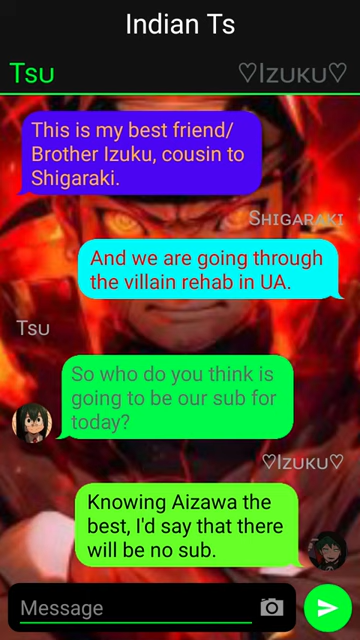 Indian Ts
Tsu
♡Izuku♡
This is my best friend/
Brother Izuku, cousin to
Shigaraki.
Shigaraki
And we are going through
the villain rehab in UA.
Tsu
So who do you think is
going to be our sub for
today?
♡Izuku♡
Knowing Aizawa the
best, I'd say that there
will be no sub.
Message